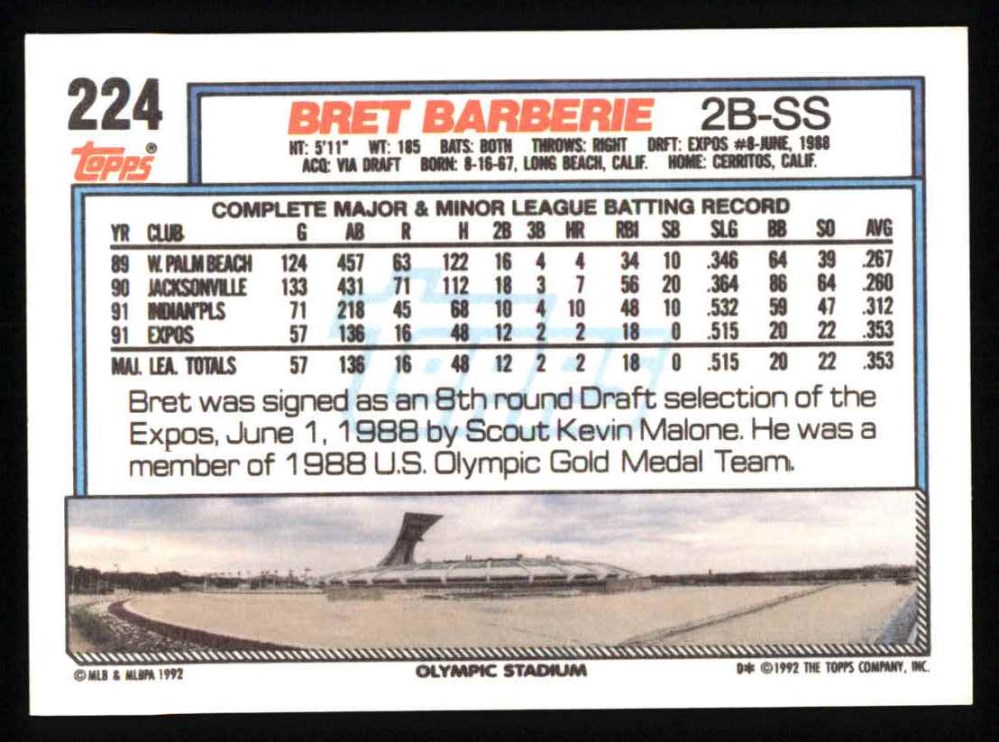 224
TOPPS®
BRET BARBERIE 2B-SS
HT: 5'11" WT: 185 BATS: BOTH THROWS: RIGHT DRFT: EXPOS #8-JUNE, 1988
ACQ: VIA DRAFT BORN: 8-16-67, LONG BEACH, CALIF. HOME: CERRITOS, CALIF.
COMPLETE MAJOR & MINOR LEAGUE BATTING RECORD
YR CLUB G AB R H 2B 3B HR RBI SB SLG BB SO AVG
89 W. PALM BEACH 124 457 63 122 16 4 4 34 10 .346 64 39 .267
90 JACKSONVILLE 133 431 71 112 18 3 7 56 20 .364 86 64 .260
91 INDIAN'PLS 71 218 45 68 10 4 10 48 10 .532 59 47 .312
91 EXPOS 57 136 16 48 12 2 2 18 0 .515 20 22 .353
MAJ. LEA. TOTALS 57 136 16 48 12 2 2 18 0 .515 20 22 .353
Bret was signed as an 8th round Draft selection of the
Expos, June 1, 1988 by Scout Kevin Malone. He was a
member of 1988 U.S. Olympic Gold Medal Team.
© MLB & MLBPA 1992 OLYMPIC STADIUM D* ©1992 THE TOPPS COMPANY, INC.